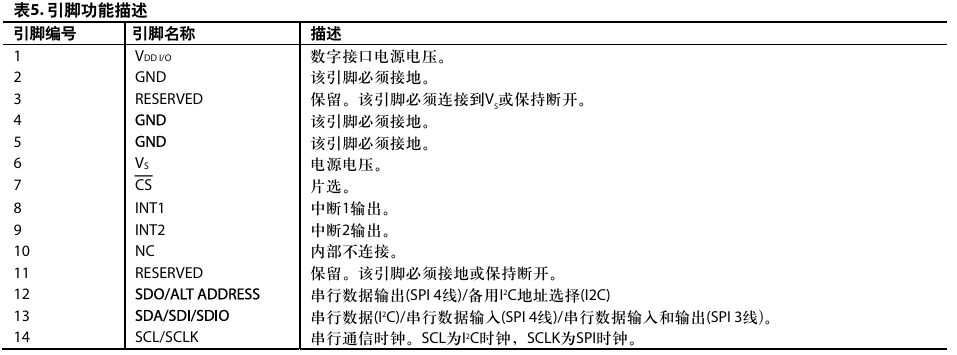 表5. 引脚功能描述
引脚编号 引脚名称 描述
1 VDD I/O 数字接口电源电压。
2 GND 该引脚必须接地。
3 RESERVED 保留。该引脚必须连接到VS或保持断开。
4 GND 该引脚必须接地。
5 GND 该引脚必须接地。
6 VS 电源电压。
7 C̅S̅ 片选。
8 INT1 中断1输出。
9 INT2 中断2输出。
10 NC 内部不连接。
11 RESERVED 保留。该引脚必须接地或保持断开。
12 SDO/ALT ADDRESS 串行数据输出(SPI 4线)/备用I²C地址选择(I2C)
13 SDA/SDI/SDIO 串行数据(I²C)/串行数据输入(SPI 4线)/串行数据输入和输出(SPI 3线)。
14 SCL/SCLK 串行通信时钟。SCL为I²C时钟，SCLK为SPI时钟。